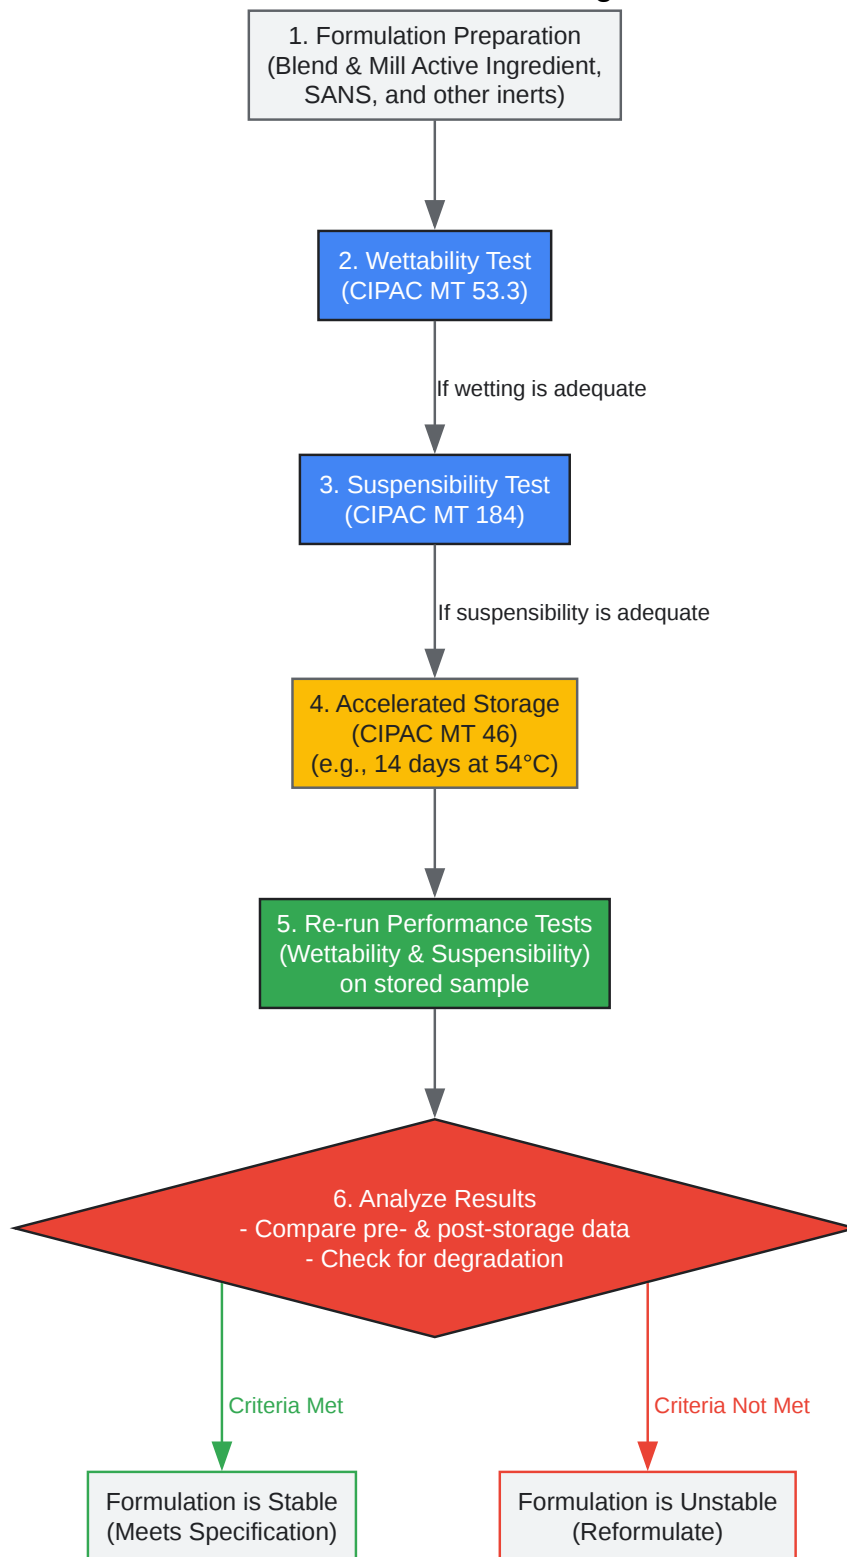 1. Formulation Preparation
(Blend & Mill Active Ingredient,
SANS, and other inerts)
2. Wettability Test
(CIPAC MT 53.3)
If wetting is adequate
3. Suspensibility Test
(CIPAC MT 184)
If suspensibility is adequate
4. Accelerated Storage
(CIPAC MT 46)
(e.g., 14 days at 54°C)
5. Re-run Performance Tests
(Wettability & Suspensibility)
on stored sample
6. Analyze Results
- Compare pre- & post-storage data
- Check for degradation
Criteria Met
Criteria Not Met
Formulation is Stable
(Meets Specification)
Formulation is Unstable
(Reformulate)